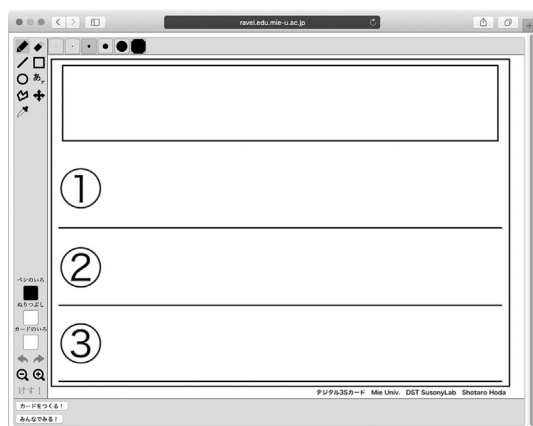 ravel.edu.mie-u.ac.jp
あア
①
②
③
ペンのいろ
ぬりつぶし
カードのいろ
けす！
デジタル3Sカード Mie Univ. DST SusonyLab Shotaro Hoda
カードをつくる！
みんなでみる！